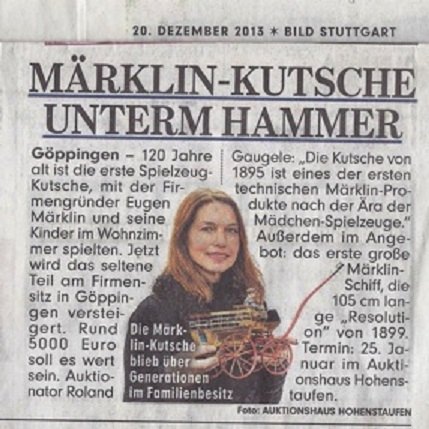 20. DEZEMBER 2013 ✶ BILD STUTTGART
MÄRKLIN-KUTSCHE
UNTERM HAMMER
Göppingen – 120 Jahre
alt ist die erste Spielzeug-
Kutsche, mit der Fir-
mengründer Eugen
Märklin und seine
Kinder im Wohnzim-
mer spielten. Jetzt
wird das seltene
Teil am Firmen-
sitz in Göppin-
gen verstei-
gert. Rund
5000 Euro
soll es wert
sein. Auktio-
nator Roland
Gaugele: „Die Kutsche von
1895 ist eines der ersten
technischen Märklin-Pro-
dukte nach der Ära der
Mädchen-Spielzeuge.“
Außerdem im Ange-
bot: das erste große
Märklin-
Schiff, die
105 cm lan-
ge „Resoluti-
on“ von 1899.
Termin: 25. Ja-
nuar im Aukti-
onshaus Hohens-
taufen.
Die Märk-
lin-Kutsche
blieb über
Generationen
im Familienbesitz
Foto: AUKTIONSHAUS HOHENSTAUFEN